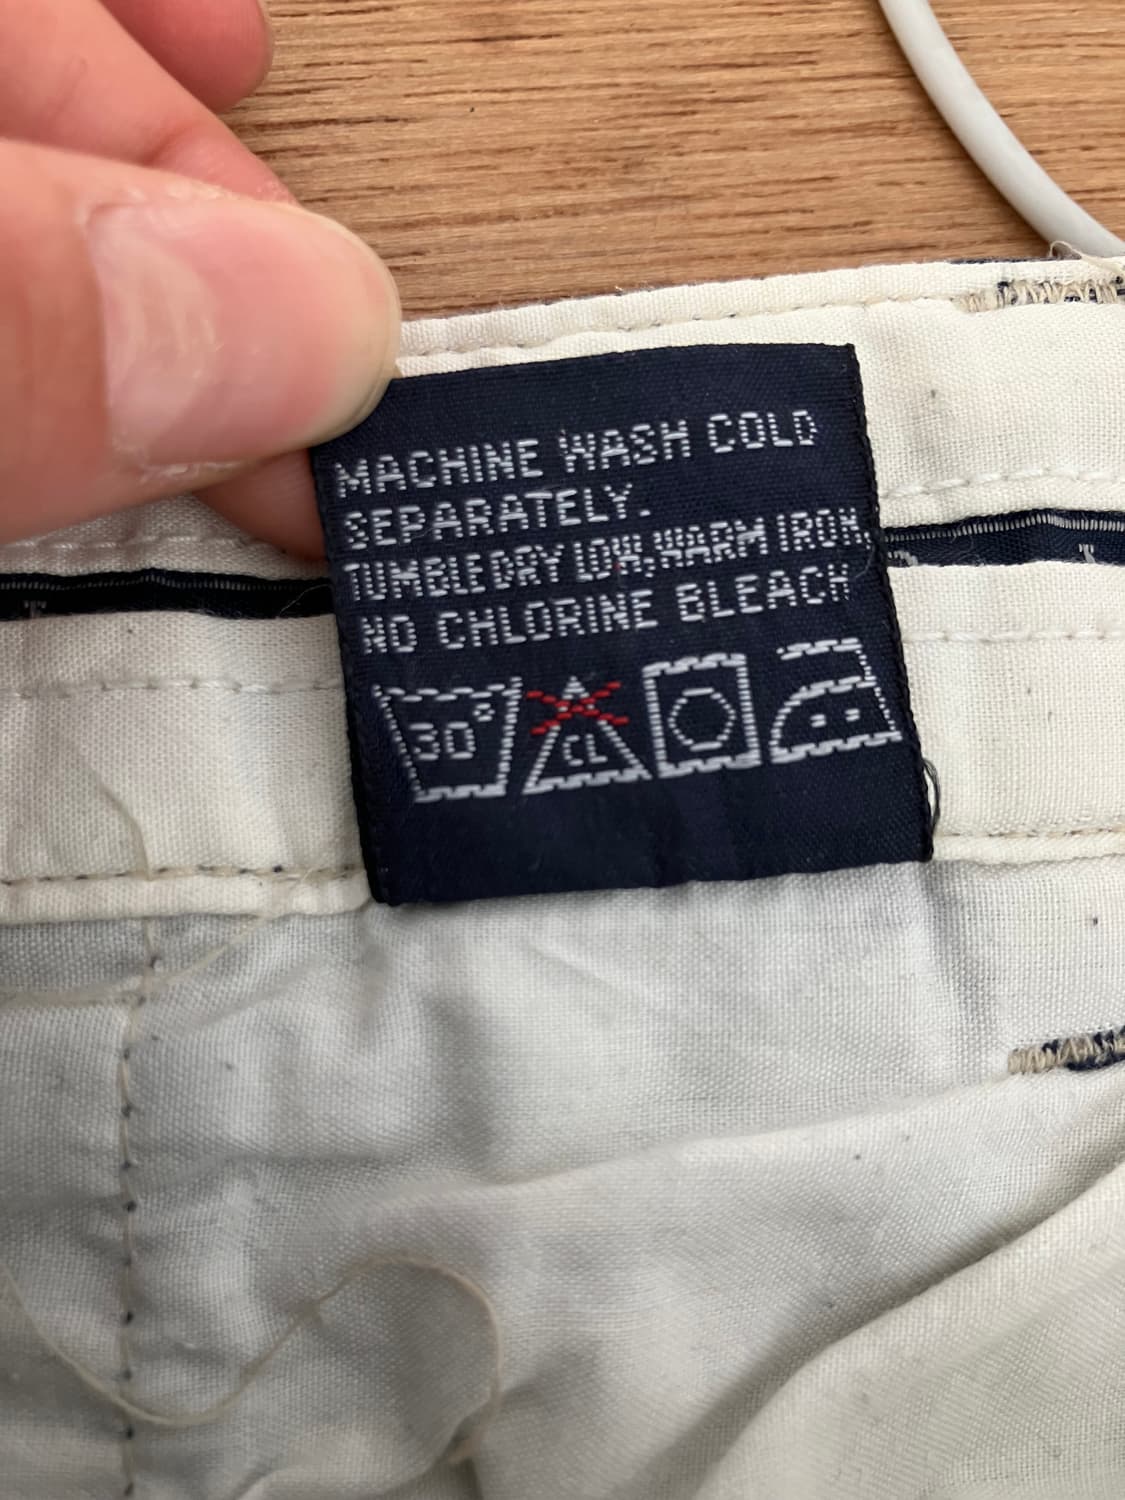 MACHINE WASH COLD
SEPARATELY.
TUMBLE DRY LOW, WARM IRON,
NO CHLORINE BLEACH
30°
CL